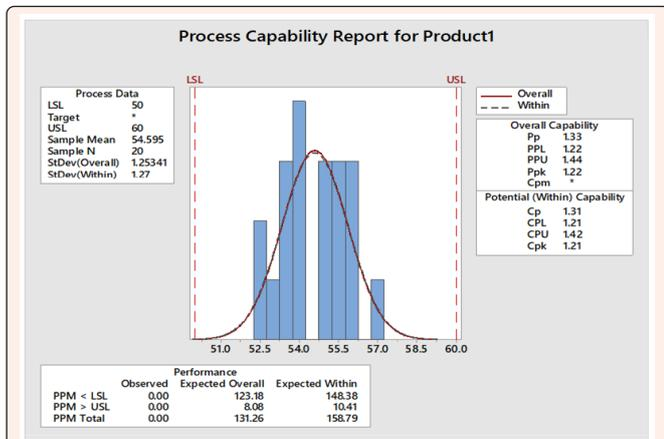 Process Capability Report for Product1
LSL USL
Process Data
LSL 50
Target *
USL 60
Sample Mean 54.595
Sample N 20
StDev(Overall) 1.25341
StDev(Within) 1.27
Overall
Within
Overall Capability
Pp 1.33
PPL 1.22
PPU 1.44
Ppk 1.22
Cpm *
Potential (Within) Capability
Cp 1.31
CPL 1.21
CPU 1.42
Cpk 1.21
51.0 52.5 54.0 55.5 57.0 58.5 60.0
Performance
Observed Expected Overall Expected Within
PPM < LSL 0.00 123.18 148.38
PPM > USL 0.00 8.08 10.41
PPM Total 0.00 131.26 158.79